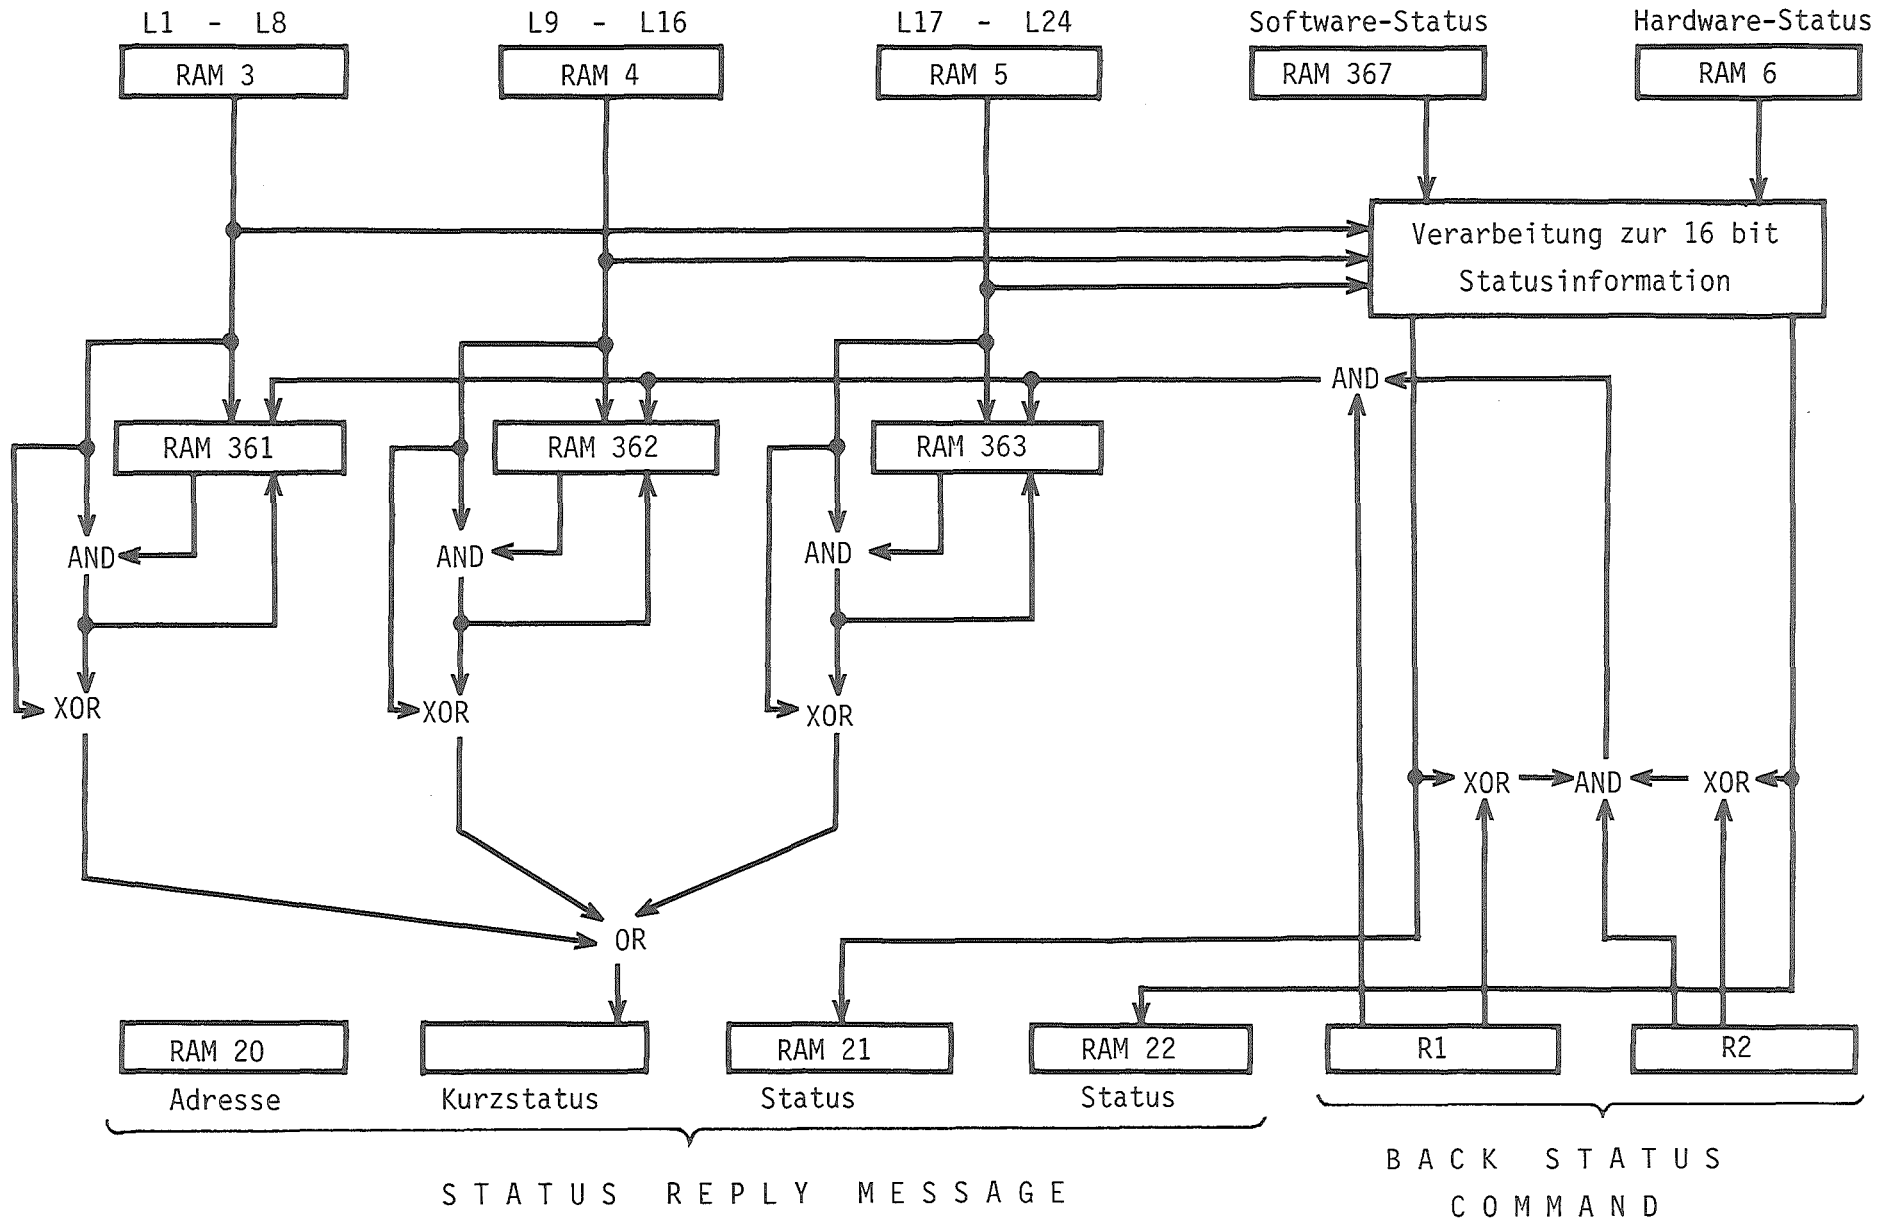 L1 - L8
L9 - L16
L17 - L24
Software-Status
Hardware-Status
RAM 3
RAM 4
RAM 5
RAM 367
RAM 6
Verarbeitung zur 16 bit
Statusinformation
AND
RAM 361
RAM 362
RAM 363
AND
AND
AND
XOR
XOR
XOR
XOR
AND
XOR
OR
RAM 20
RAM 21
RAM 22
R1
R2
Adresse
Kurzstatus
Status
Status
STATUS REPLY MESSAGE
BACK STATUS
COMMAND